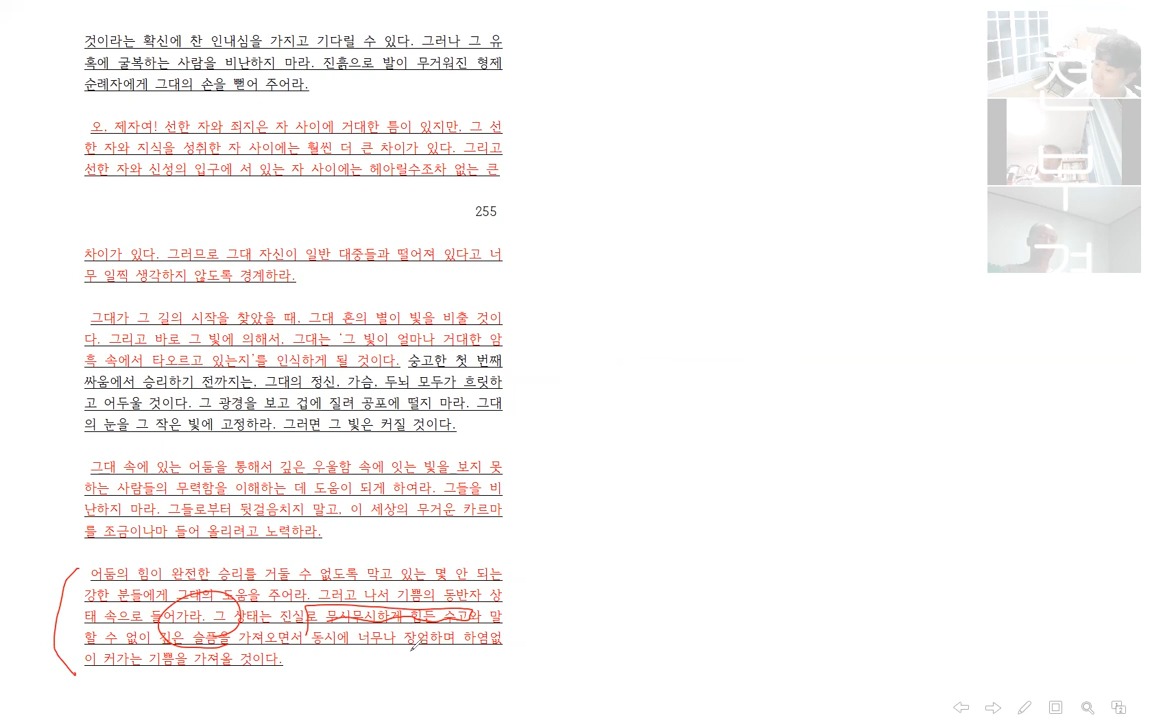 것이라는 확신에 찬 인내심을 가지고 기다릴 수 있다. 그러나 그 유
혹에 굴복하는 사람을 비난하지 마라. 진흙으로 발이 무거워진 형제
순례자에게 그대의 손을 뻗어 주어라.
오, 제자여! 선한 자와 죄지은 자 사이에 거대한 틈이 있지만, 그 선
한 자와 지식을 성취한 자 사이에는 훨씬 더 큰 차이가 있다. 그리고
선한 자와 신성의 입구에 서 있는 자 사이에는 헤아릴수조차 없는 큰
255
차이가 있다. 그러므로 그대 자신이 일반 대중들과 떨어져 있다고 너
무 일찍 생각하지 않도록 경계하라.
그대가 그 길의 시작을 찾았을 때, 그대 혼의 별이 빛을 비출 것이
다. 그리고 바로 그 빛에 의해서, 그대는 '그 빛이 얼마나 거대한 암
흑 속에서 타오르고 있는지'를 인식하게 될 것이다. 숭고한 첫 번째
싸움에서 승리하기 전까지는, 그대의 정신, 가슴, 두뇌 모두가 흐릿하
고 어두울 것이다. 그 광경을 보고 겁에 질려 공포에 떨지 마라. 그대
의 눈을 그 작은 빛에 고정하라. 그러면 그 빛은 커질 것이다.
그대 속에 있는 어둠을 통해서 깊은 우울함 속에 잇는 빛을 보지 못
하는 사람들의 무력함을 이해하는 데 도움이 되게 하여라. 그들을 비
난하지 마라. 그들로부터 뒷걸음치지 말고, 이 세상의 무거운 카르마
를 조금이나마 들어 올리려고 노력하라.
어둠의 힘이 완전한 승리를 거둘 수 없도록 막고 있는 몇 안 되는
강한 분들에게 그대의 도움을 주어라. 그러고 나서 기쁨의 동반자 상
태 속으로 들어가라. 그 상태는 진실로 무시무시하게 힘든 수고와 말
할 수 없이 깊은 슬픔을 가져오면서 동시에 너무나 장엄하며 하염없
이 커가는 기쁨을 가져올 것이다.